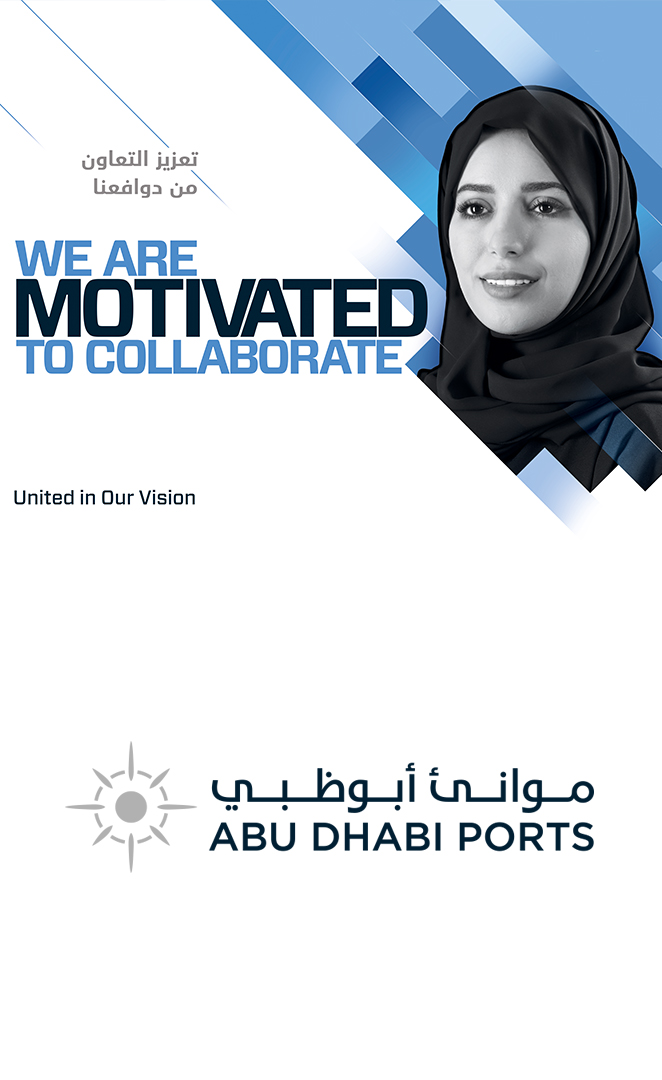 تعزيز التعاون
من دوافعنا
WE ARE
MOTIVATED
TO COLLABORATE
United in Our Vision
موانئ أبوظبي
ABU DHABI PORTS